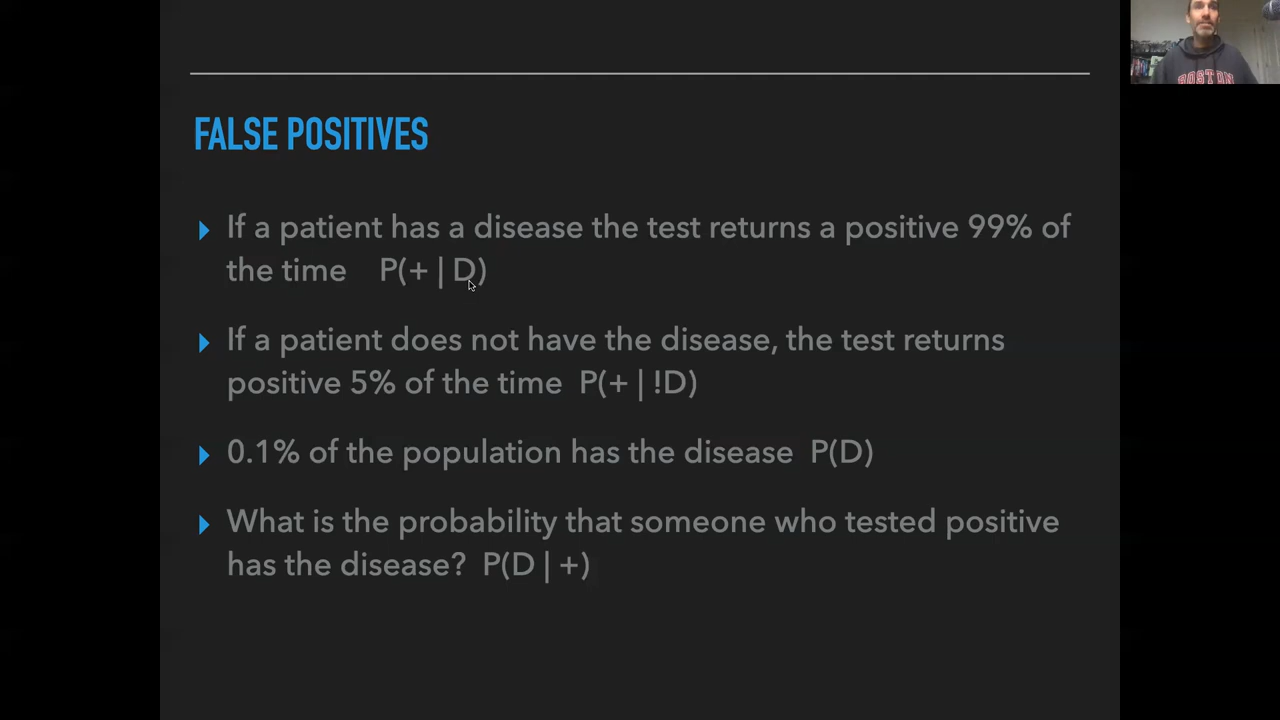 FALSE POSITIVES
If a patient has a disease the test returns a positive 99% of
the time P(+ | D)
If a patient does not have the disease, the test returns
positive 5% of the time P(+ | !D)
0.1% of the population has the disease P(D)
What is the probability that someone who tested positive
has the disease? P(D | +)
BOSTON